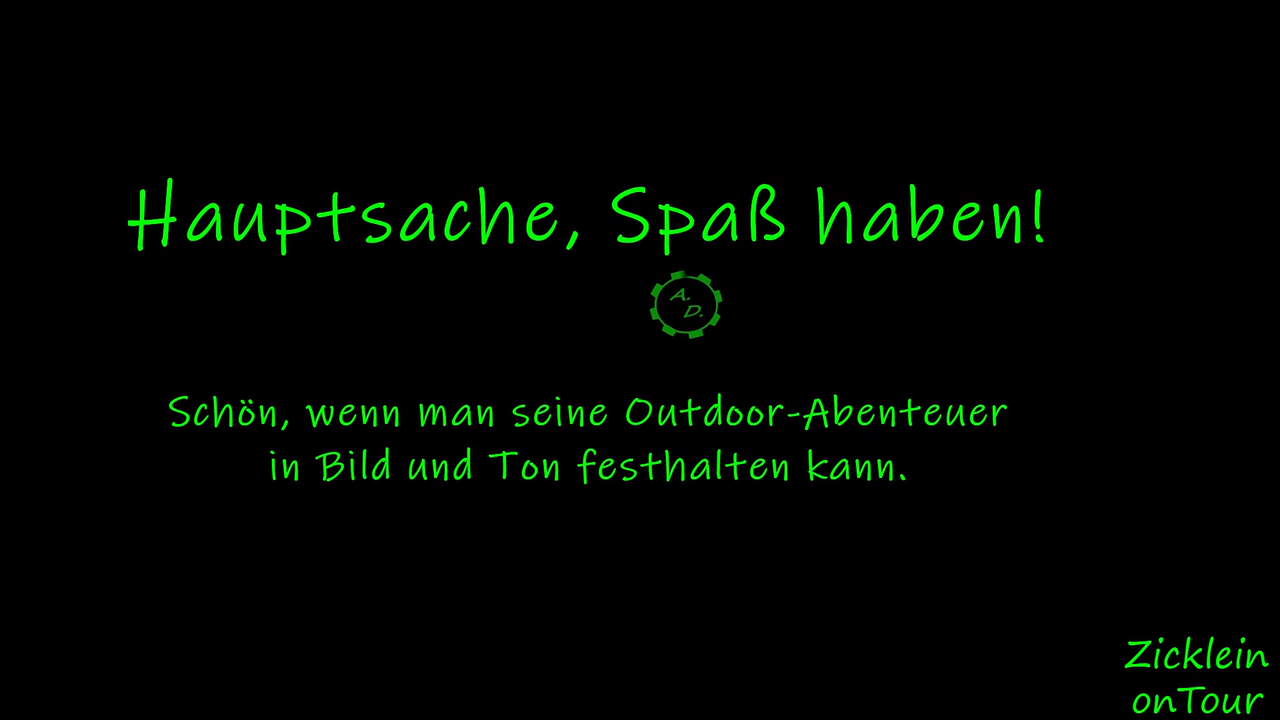 Hauptsache, Spaß haben!
A.
D.
Schön, wenn man seine Outdoor-Abenteuer
in Bild und Ton festhalten kann.
Zicklein
onTour